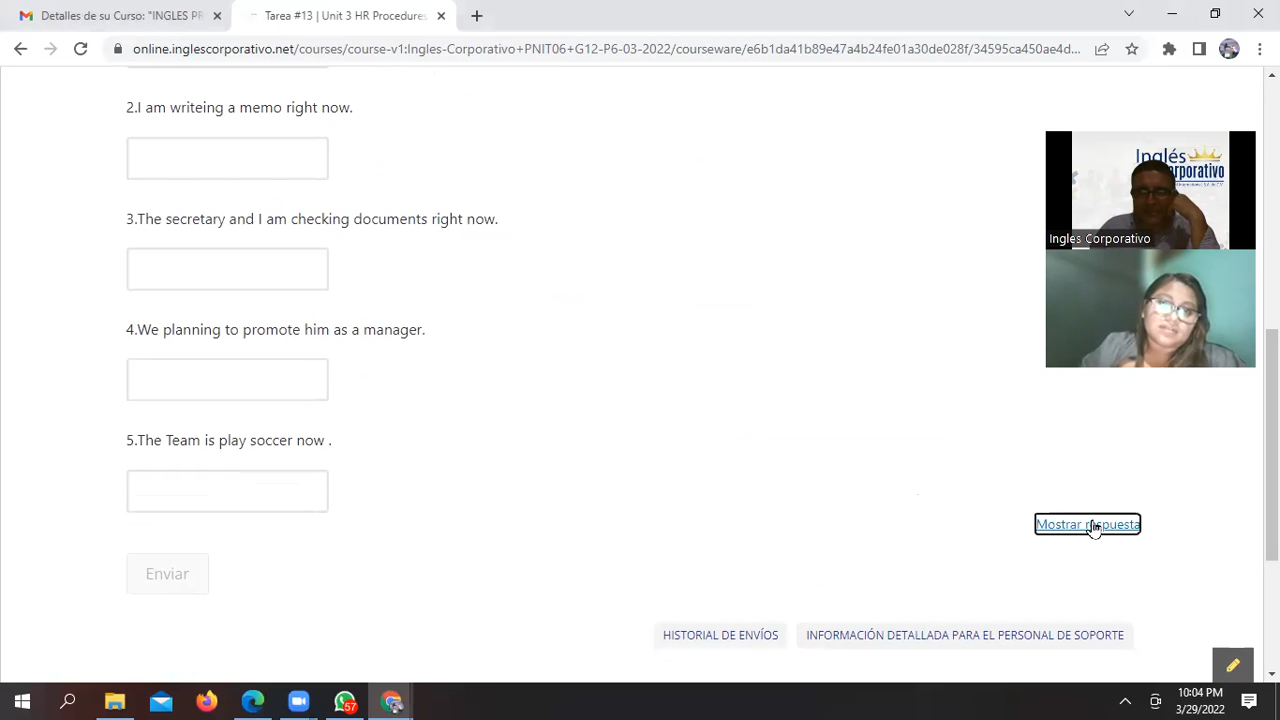 Detalles de su Curso: "INGLES PR
Tarea #13 | Unit 3 HR Procedures
online.inglescorporativo.net/courses/course-v1:Ingles-Corporativo+PNIT06+G12-P6-03-2022/courseware/e6b1da41b89e47a4b24fe01a30de028f/34595ca450ae4d...
2.I am writeing a memo right now.
3.The secretary and I am checking documents right now.
4.We planning to promote him as a manager.
5.The Team is play soccer now .
Inglés
Corporativo
Ingles Corporativo
Mostrar respuesta
Enviar
HISTORIAL DE ENVÍOS
INFORMACIÓN DETALLADA PARA EL PERSONAL DE SOPORTE
57
10:04 PM
3/29/2022